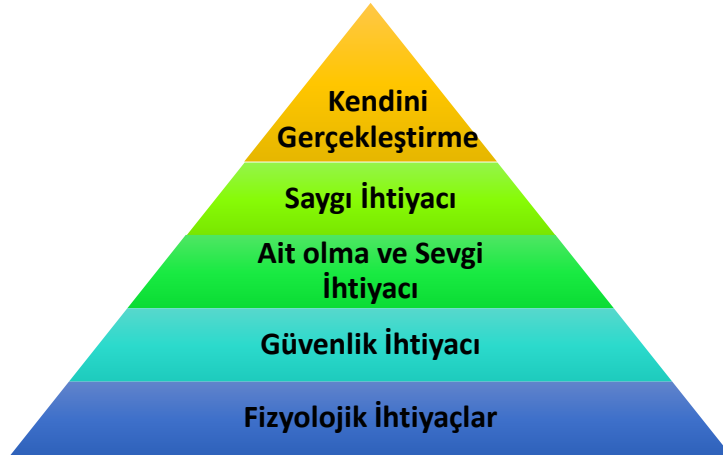 Kendini
Gerçekleştirme
Saygı İhtiyacı
Ait olma ve Sevgi
İhtiyacı
Güvenlik İhtiyacı
Fizyolojik İhtiyaçlar